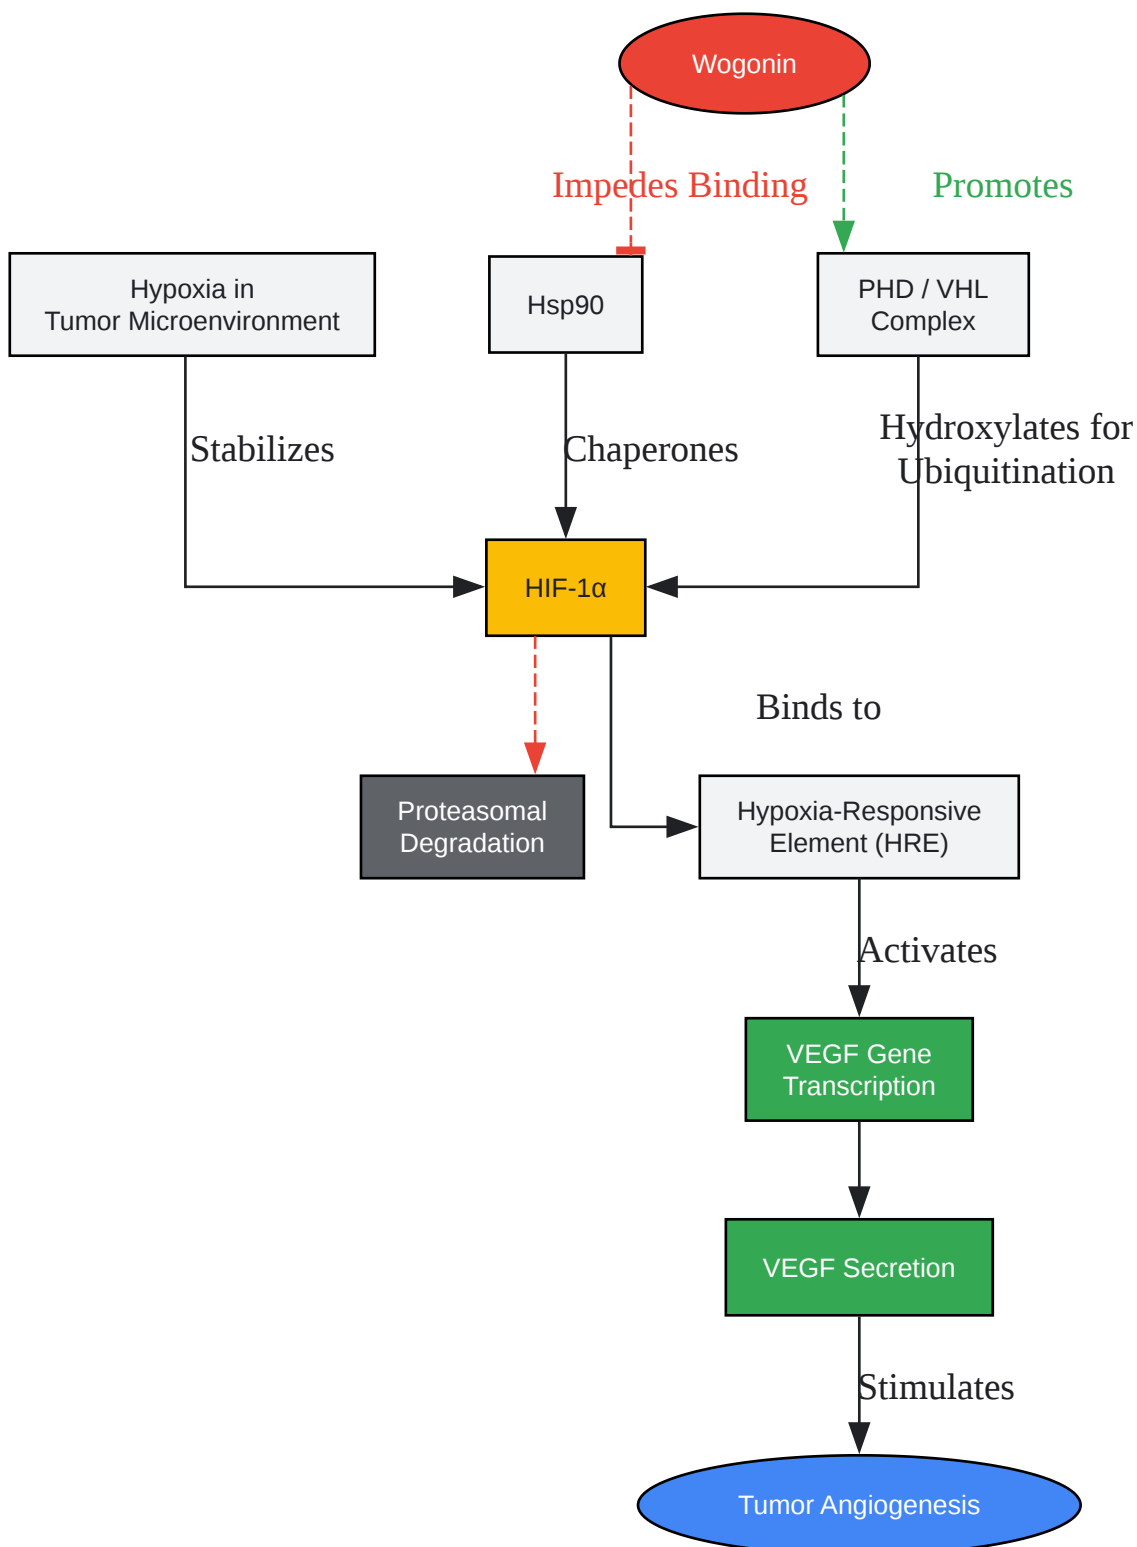 Wogonin
Impedes Binding
Promotes
Hypoxia in
Tumor Microenvironment
Hsp90
PHD / VHL
Complex
Stabilizes
Chaperones
Hydroxylates for
Ubiquitination
HIF-1α
Binds to
Proteasomal
Degradation
Hypoxia-Responsive
Element (HRE)
Activates
VEGF Gene
Transcription
VEGF Secretion
Stimulates
Tumor Angiogenesis